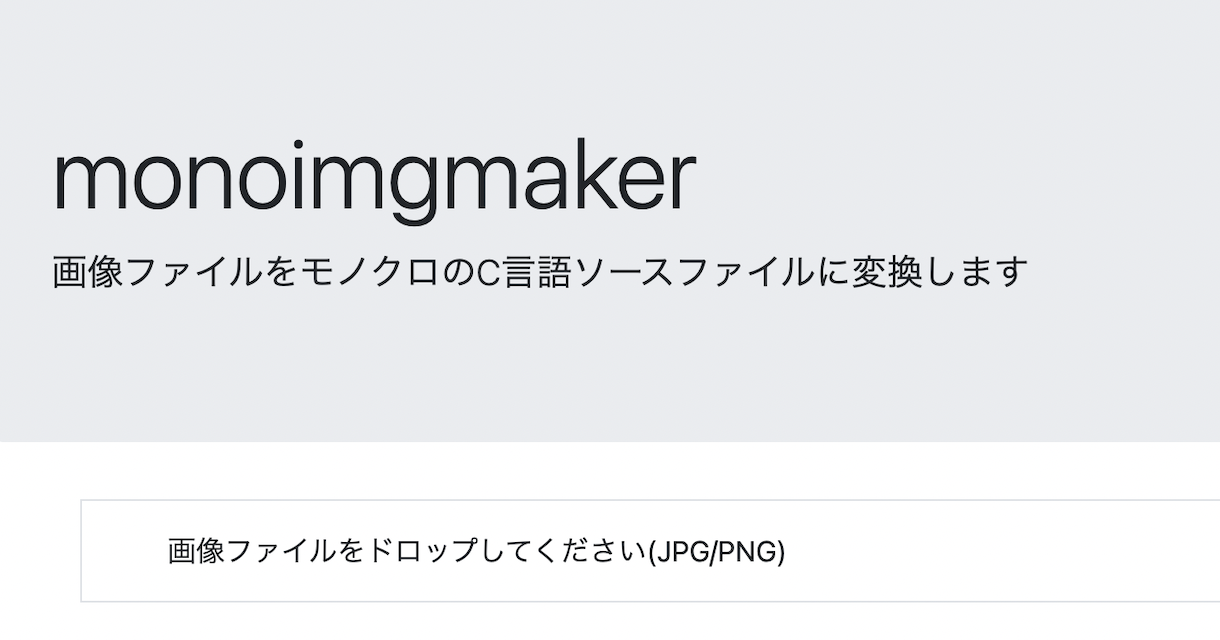 monoimgmaker
画像ファイルをモノクロのC言語ソースファイルに変換します
画像ファイルをドロップしてください(JPG/PNG)